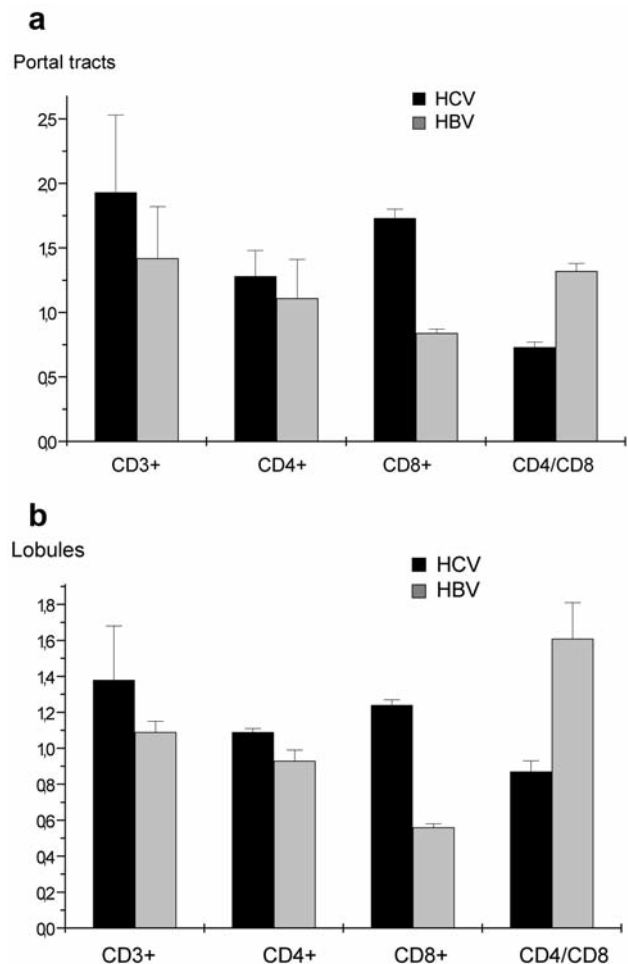 a
Portal tracts
HCV
HBV
2,5
2,0
1,5
1,0
0,5
0,0
CD3+ CD4+ CD8+ CD4/CD8
b
Lobules
HCV
HBV
1,8
1,6
1,4
1,2
1,0
0,8
0,6
0,4
0,2
0,0
CD3+ CD4+ CD8+ CD4/CD8